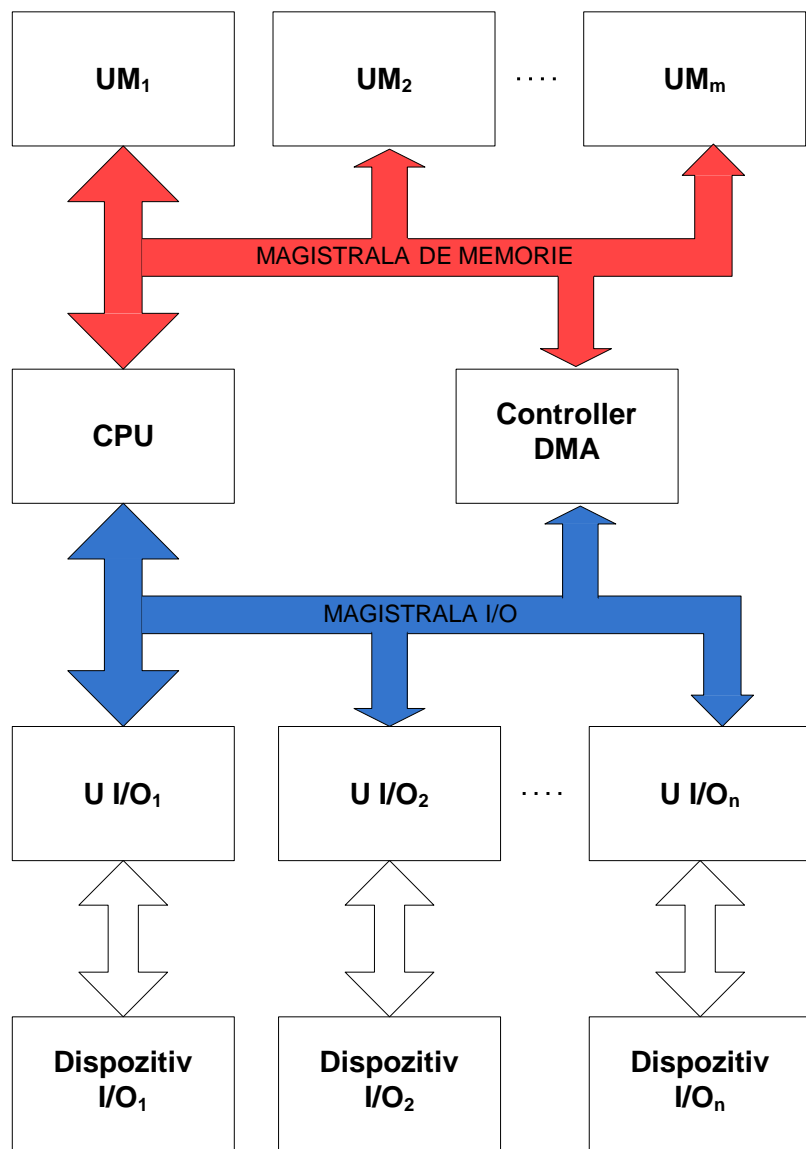 UM₁
UM₂
....
UMₘ
MAGISTRALA DE MEMORIE
CPU
Controller
DMA
MAGISTRALA I/O
U I/O₁
U I/O₂
....
U I/Oₙ
Dispozitiv
I/O₁
Dispozitiv
I/O₂
Dispozitiv
I/Oₙ